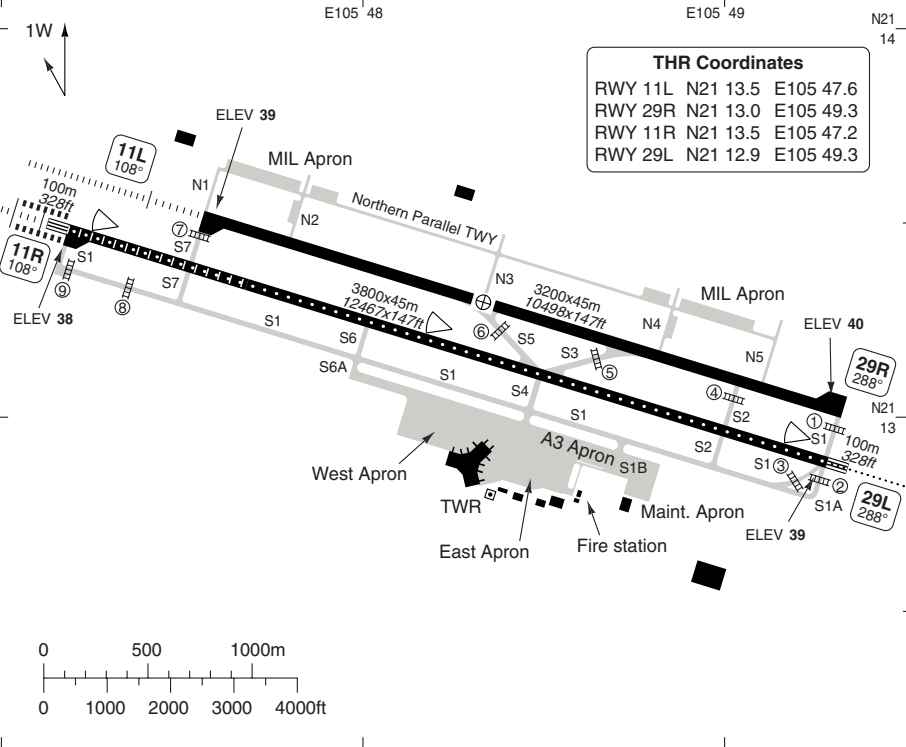 E105 48
E105 49
N21
14
1W
THR Coordinates
RWY 11L N21 13.5 E105 47.6
RWY 29R N21 13.0 E105 49.3
RWY 11R N21 13.5 E105 47.2
RWY 29L N21 12.9 E105 49.3
ELEV 39
11L
108°
MIL Apron
100m
328ft
N1
N2
Northern Parallel TWY
7
S7
11R
108°
S1
9
8
S7
ELEV 38
N3
3800x45m
12467x147ft
3200x45m
10498x147ft
MIL Apron
N4
ELEV 40
S1
S6
6
S5
S3
5
N5
29R
288°
S6A
S1
S4
4
S2
N21
13
S1
1
S1
100m
328ft
A3 Apron
S2
West Apron
S1B
S1
3
2
29L
288°
S1A
TWR
Maint. Apron
ELEV 39
East Apron
Fire station
0 500 1000m
0 1000 2000 3000 4000ft